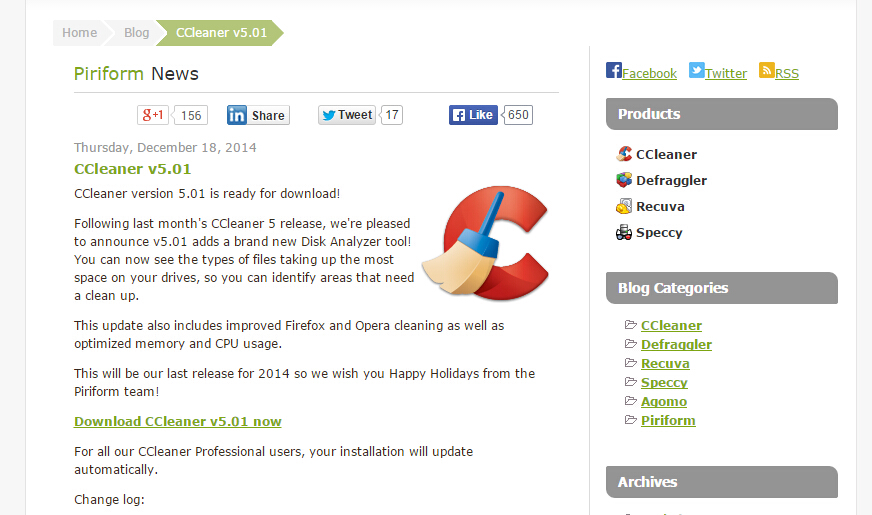 Home Blog CCleaner v5.01
Piriform News
g+1 156 in Share Tweet 17 Like 650
Thursday, December 18, 2014
CCleaner v5.01
CCleaner version 5.01 is ready for download!
Following last month's CCleaner 5 release, we're pleased
to announce v5.01 adds a brand new Disk Analyzer tool!
You can now see the types of files taking up the most
space on your drives, so you can identify areas that need
a clean up.
This update also includes improved Firefox and Opera cleaning as well as
optimized memory and CPU usage.
This will be our last release for 2014 so we wish you Happy Holidays from the
Piriform team!
Download CCleaner v5.01 now
For all our CCleaner Professional users, your installation will update
automatically.
Change log:
Facebook Twitter RSS
Products
CCleaner
Defraggler
Recuva
Speccy
Blog Categories
CCleaner
Defraggler
Recuva
Speccy
Agomo
Piriform
Archives